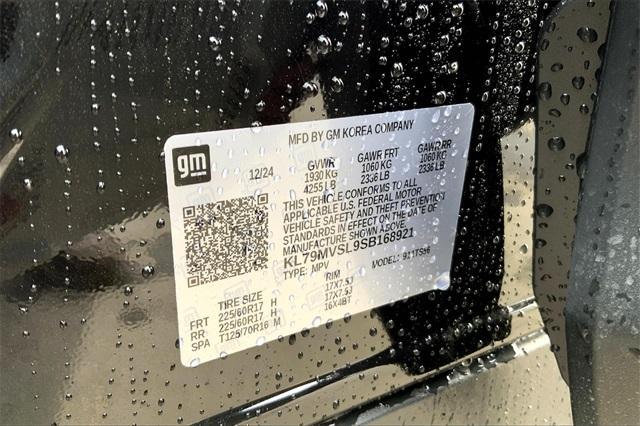 MFD BY GM KOREA COMPANY
gm
12/24
GVWR GAWR FRT GAWR RR
1930 KG 1060 KG 1060 KG
4255 LB 2336 LB 2336 LB
THIS VEHICLE CONFORMS TO ALL
APPLICABLE U.S. FEDERAL MOTOR
VEHICLE SAFETY AND THEFT PREVENTION
STANDARDS IN EFFECT ON THE DATE OF
MANUFACTURE SHOWN ABOVE.
KL79MVSL9SB168921
TYPE: MPV MODEL:
TIRE SIZE RIM
FRT 225/60R17 H 17X7.5J
RR 225/60R17 H 17X7.5J
SPA T125/70R16 M 16X4BT